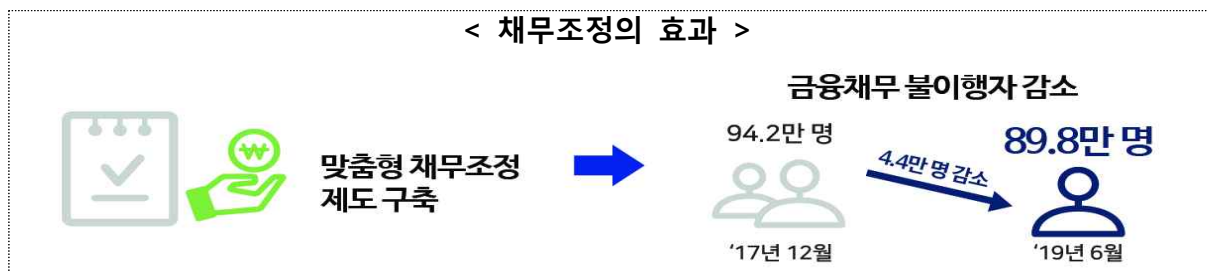 < 채무조정의 효과 >
맞춤형 채무조정
제도 구축
금융채무 불이행자 감소
94.2만 명
4.4만 명 감소
89.8만 명
'17년 12월
'19년 6월